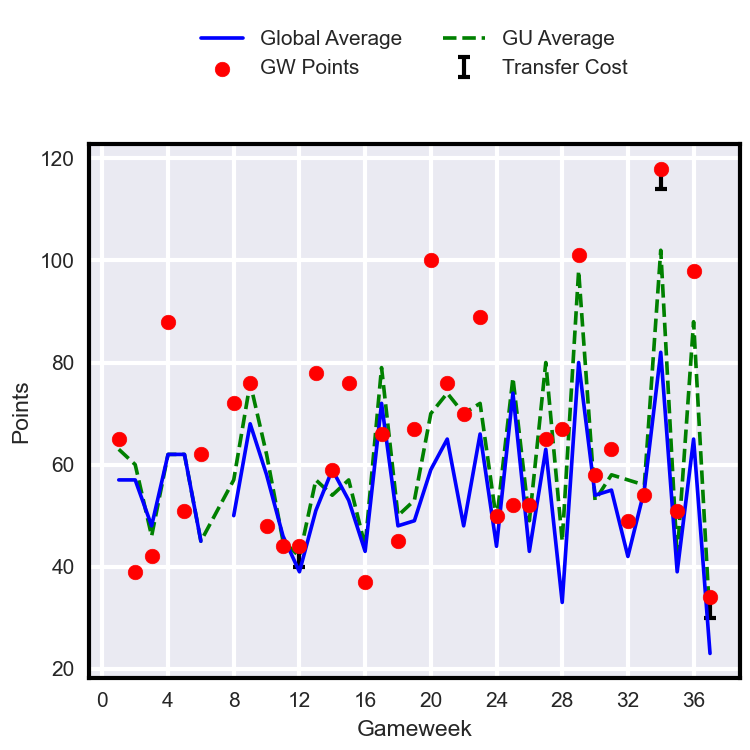 Global Average
GU Average
GW Points
Transfer Cost
120
100
80
60
40
20
Points
0 4 8 12 16 20 24 28 32 36
Gameweek